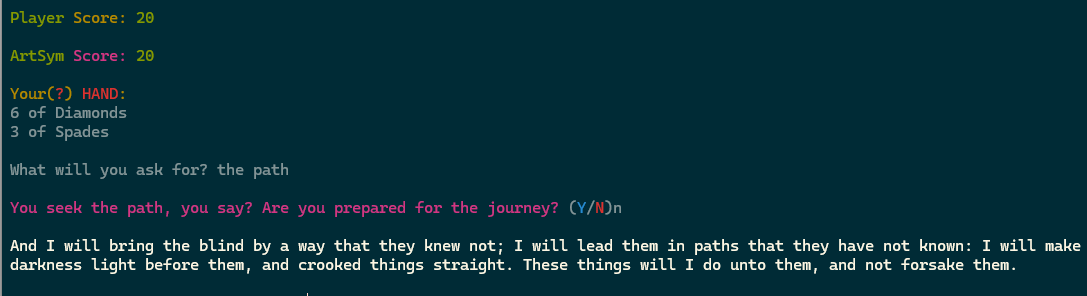 Player Score: 20
ArtSym Score: 20
Your(?) HAND:
6 of Diamonds
3 of Spades
What will you ask for? the path
You seek the path, you say? Are you prepared for the journey? (Y/N)n
And I will bring the blind by a way that they knew not; I will lead them in paths that they have not known: I will make
darkness light before them, and crooked things straight. These things will I do unto them, and not forsake them.